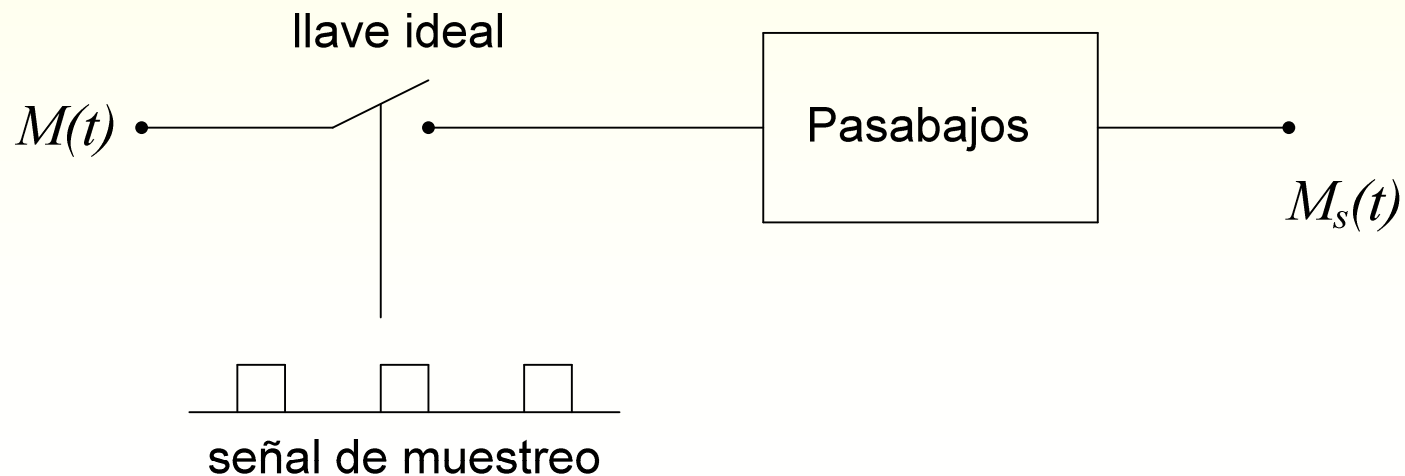 llave ideal
M(t)
Pasabajos
Ms(t)
señal de muestreo